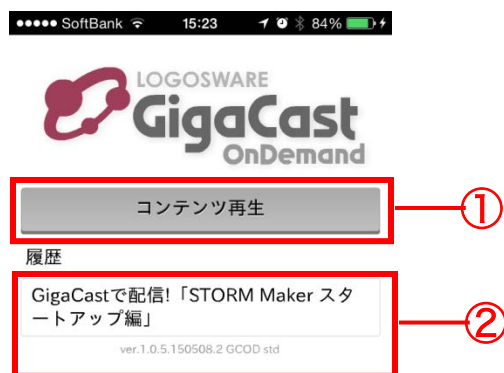 ●●●●● SoftBank 15:23 84%
LOGOSWARE
GigaCast
OnDemand
コンテンツ再生
①
履歴
GigaCastで配信!「STORM Maker スタ
ートアップ編」
②
ver.1.0.5.150508.2 GCOD std